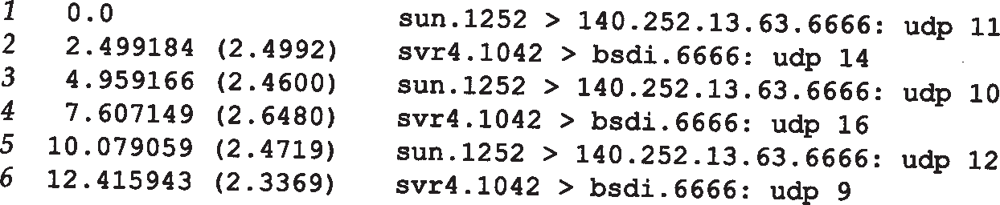 1 0.0 sun.1252 > 140.252.13.63.6666: udp 11
2 2.499184 (2.4992) svr4.1042 > bsdi.6666: udp 14
3 4.959166 (2.4600) sun.1252 > 140.252.13.63.6666: udp 10
4 7.607149 (2.6480) svr4.1042 > bsdi.6666: udp 16
5 10.079059 (2.4719) sun.1252 > 140.252.13.63.6666: udp 12
6 12.415943 (2.3369) svr4.1042 > bsdi.6666: udp 9